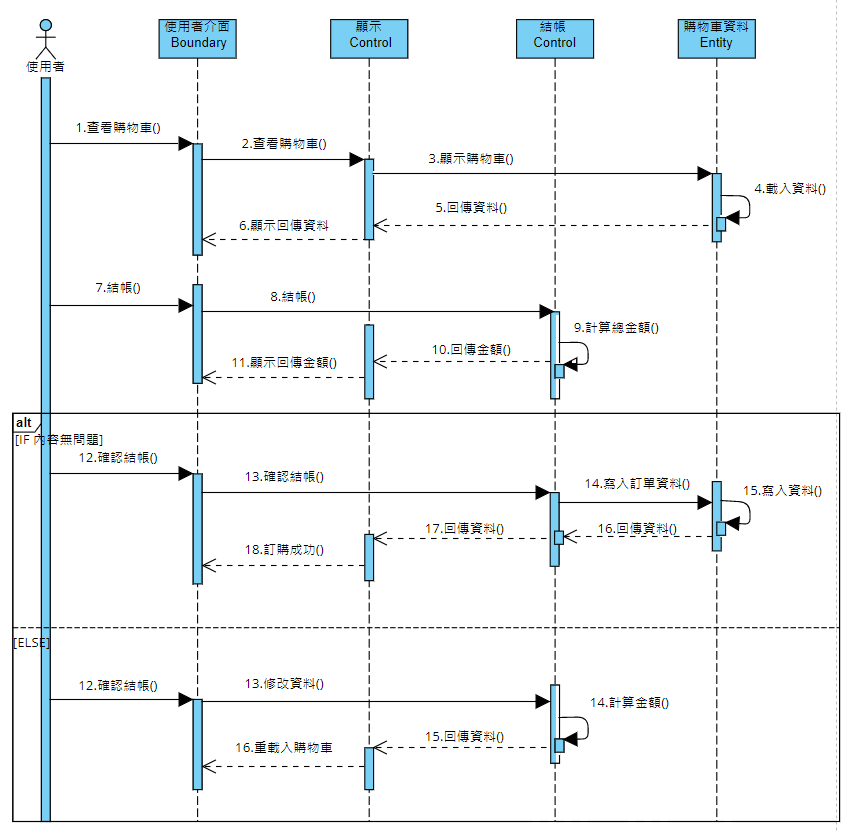 使用者
使用者介面
Boundary
顯示
Control
結帳
Control
購物車資料
Entity
1.查看購物車()
2.查看購物車()
3.顯示購物車()
4.載入資料()
5.回傳資料()
6.顯示回傳資料
7.結帳()
8.結帳()
9.計算總金額()
10.回傳金額()
11.顯示回傳金額()
alt
[IF 內容無問題]
12.確認結帳()
13.確認結帳()
14.寫入訂單資料()
15.寫入資料()
16.回傳資料()
17.回傳資料()
18.訂購成功()
[ELSE]
12.確認結帳()
13.修改資料()
14.計算金額()
15.回傳資料()
16.重載入購物車